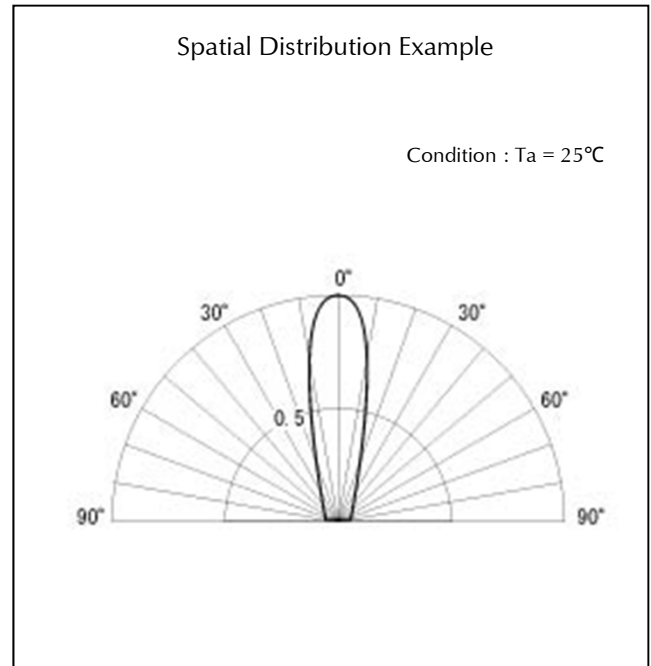 Spatial Distribution Example
Condition : Ta = 25℃
0°
30° 30°
60° 60°
0.5
90° 90°